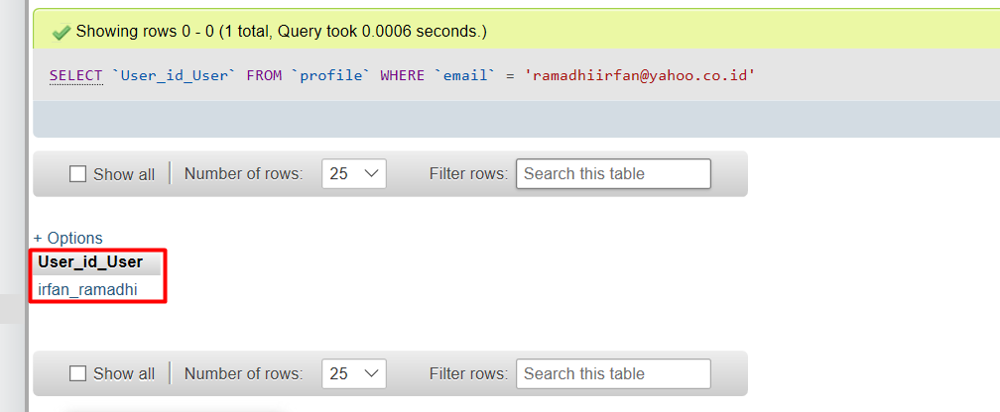 Showing rows 0 - 0 (1 total, Query took 0.0006 seconds.)
SELECT `User_id_User` FROM `profile` WHERE `email` = 'ramadhiirfan@yahoo.co.id'
Show all Number of rows: 25 Filter rows: Search this table
+ Options
User_id_User
irfan_ramadhi
Show all Number of rows: 25 Filter rows: Search this table